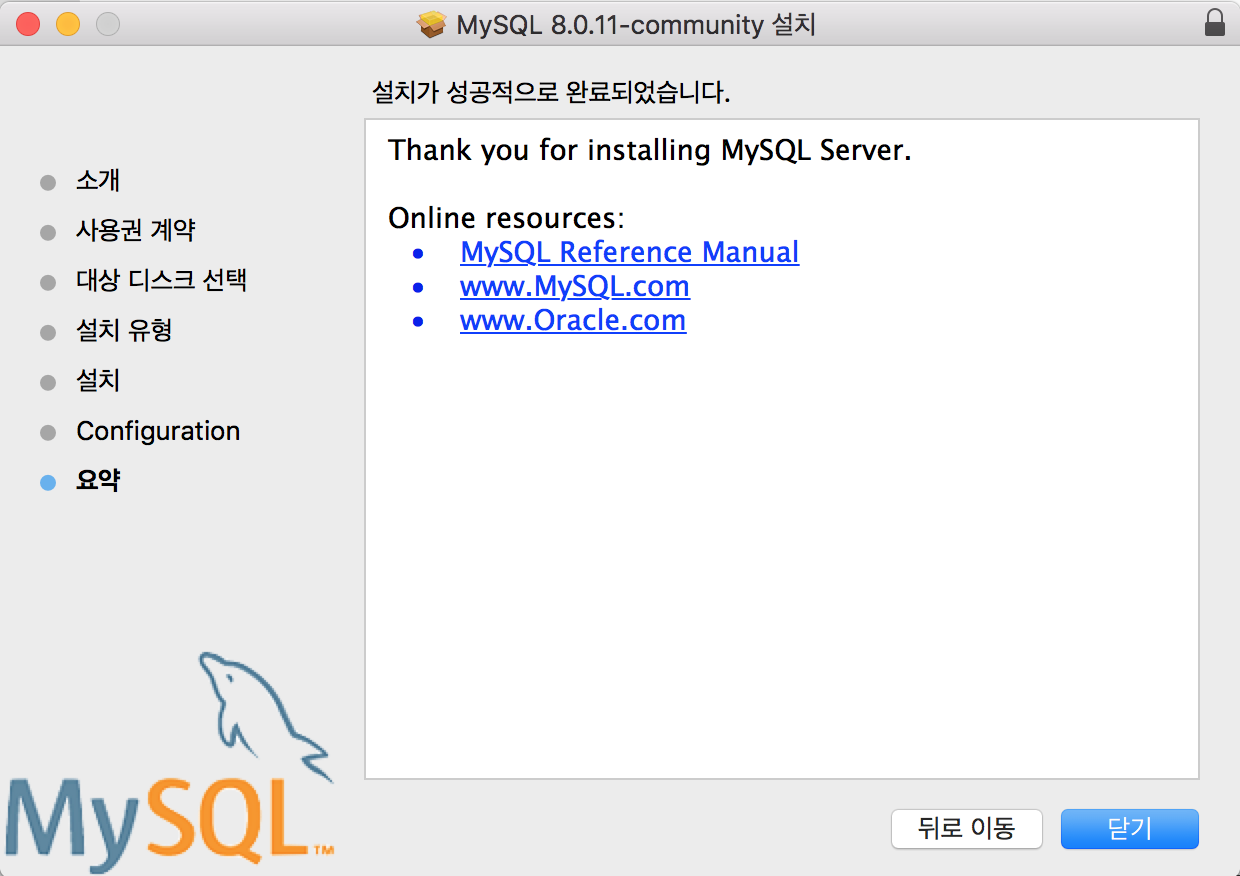 MySQL 8.0.11-community 설치
설치가 성공적으로 완료되었습니다.
소개
사용권 계약
대상 디스크 선택
설치 유형
설치
Configuration
요약
Thank you for installing MySQL Server.
Online resources:
• MySQL Reference Manual
• www.MySQL.com
• www.Oracle.com
MySQL™
뒤로 이동
닫기